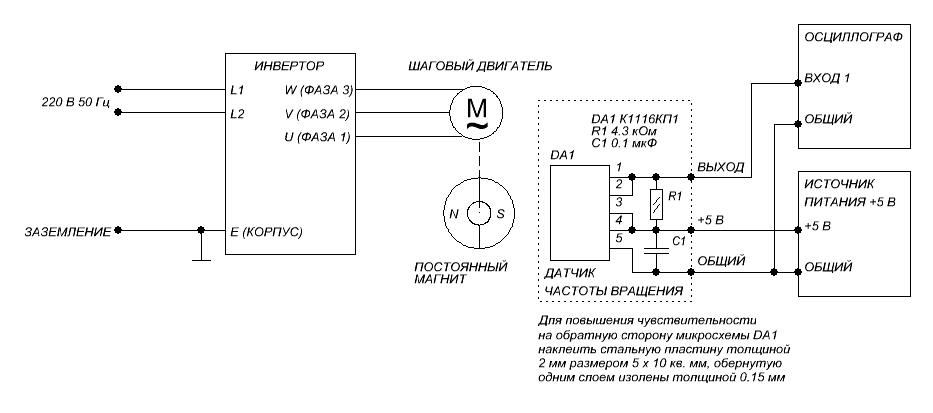 ИНВЕРТОР
220 В 50 Гц
L1
L2
W (ФАЗА 3)
V (ФАЗА 2)
U (ФАЗА 1)
ЗАЗЕМЛЕНИЕ
E (КОРПУС)
ШАГОВЫЙ ДВИГАТЕЛЬ
M
~
N
S
ПОСТОЯННЫЙ
МАГНИТ
DA1 К1116КП1
R1 4.3 кОм
C1 0.1 мкФ
DA1
1
2
3
4
5
R1
C1
ВЫХОД
+5 В
ОБЩИЙ
ДАТЧИК
ЧАСТОТЫ ВРАЩЕНИЯ
ОСЦИЛЛОГРАФ
ВХОД 1
ОБЩИЙ
ИСТОЧНИК
ПИТАНИЯ +5 В
+5 В
ОБЩИЙ
Для повышения чувствительности
на обратную сторону микросхемы DA1
наклеить стальную пластину толщиной
2 мм размером 5 x 10 кв. мм, обернутую
одним слоем изолены толщиной 0.15 мм